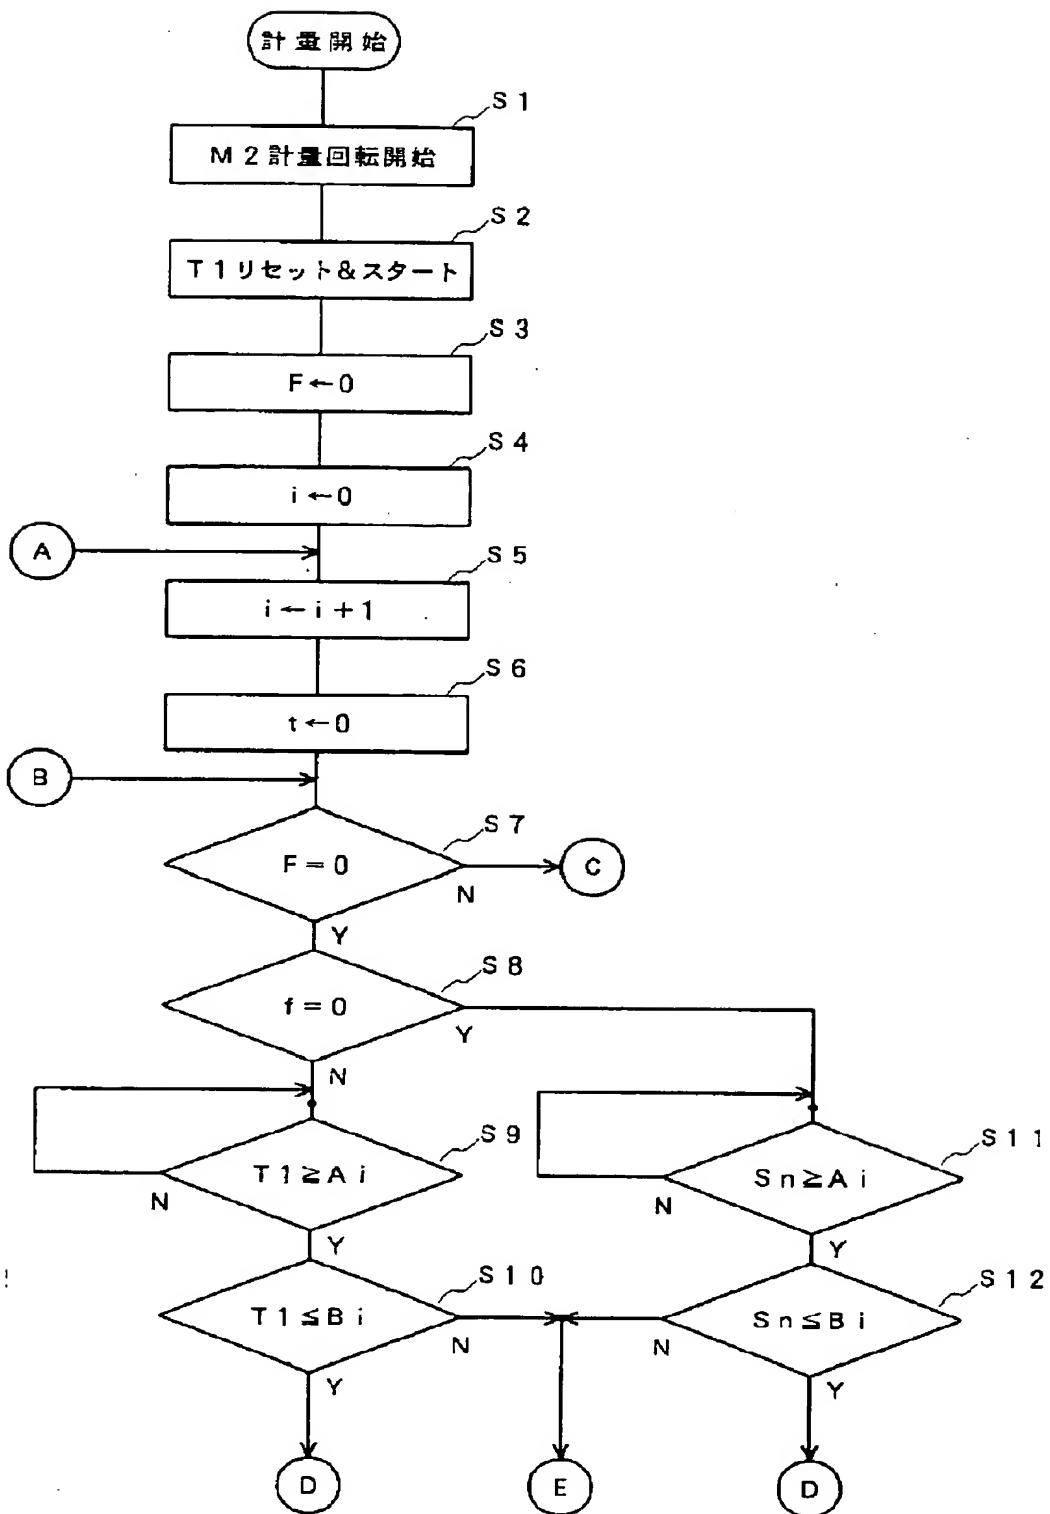 計量開始
S1
M2計量回転開始
S2
T1リセット&スタート
S3
F←0
S4
i←0
A
S5
i←i+1
S6
t←0
B
S7
F=0
N
C
Y
S8
f=0
Y
N
S9
T1≧Ai
N
Y
S11
Sn≧Ai
N
Y
S10
T1≦Bi
N
Y
S12
Sn≦Bi
N
Y
D
E
D